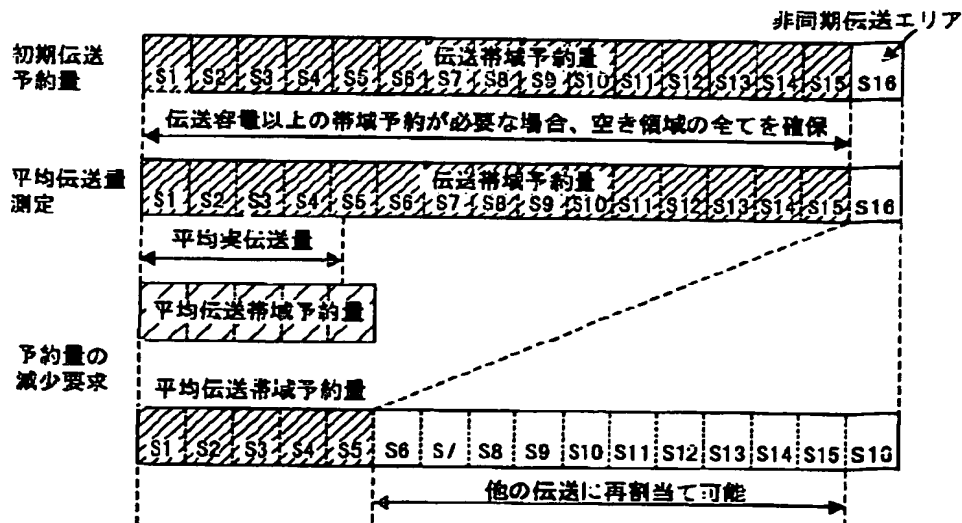 非同期伝送エリア
初期伝送
予約量
伝送帯域予約量
S1 S2 S3 S4 S5 S6 S7 S8 S9 S10 S11 S12 S13 S14 S15 S16
伝送容量以上の帯域予約が必要な場合、空き領域の全てを確保
平均伝送量
測定
伝送帯域予約量
S1 S2 S3 S4 S5 S6 S7 S8 S9 S10 S11 S12 S13 S14 S15 S16
平均実伝送量
平均伝送帯域予約量
予約量の
減少要求
平均伝送帯域予約量
S1 S2 S3 S4 S5 S6 S7 S8 S9 S10 S11 S12 S13 S14 S15 S16
他の伝送に再割当て可能